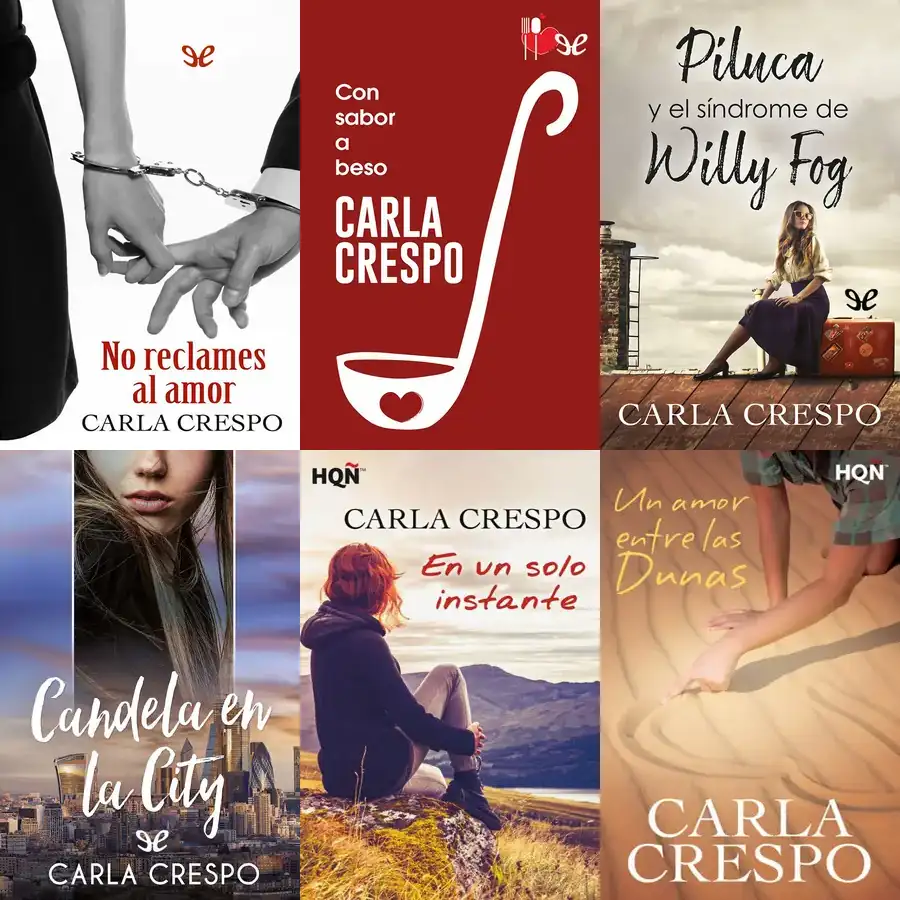 No reclames
al amor
CARLA CRESPO
Con
sabor
a
beso
CARLA
CRESPO
Piluca
y el síndrome de
Willy Fog
CARLA CRESPO
Candela en
la City
CARLA CRESPO
HQÑ™
CARLA CRESPO
En un solo
instante
HQÑ™
Un amor
entre las
Dunas
CARLA
CRESPO